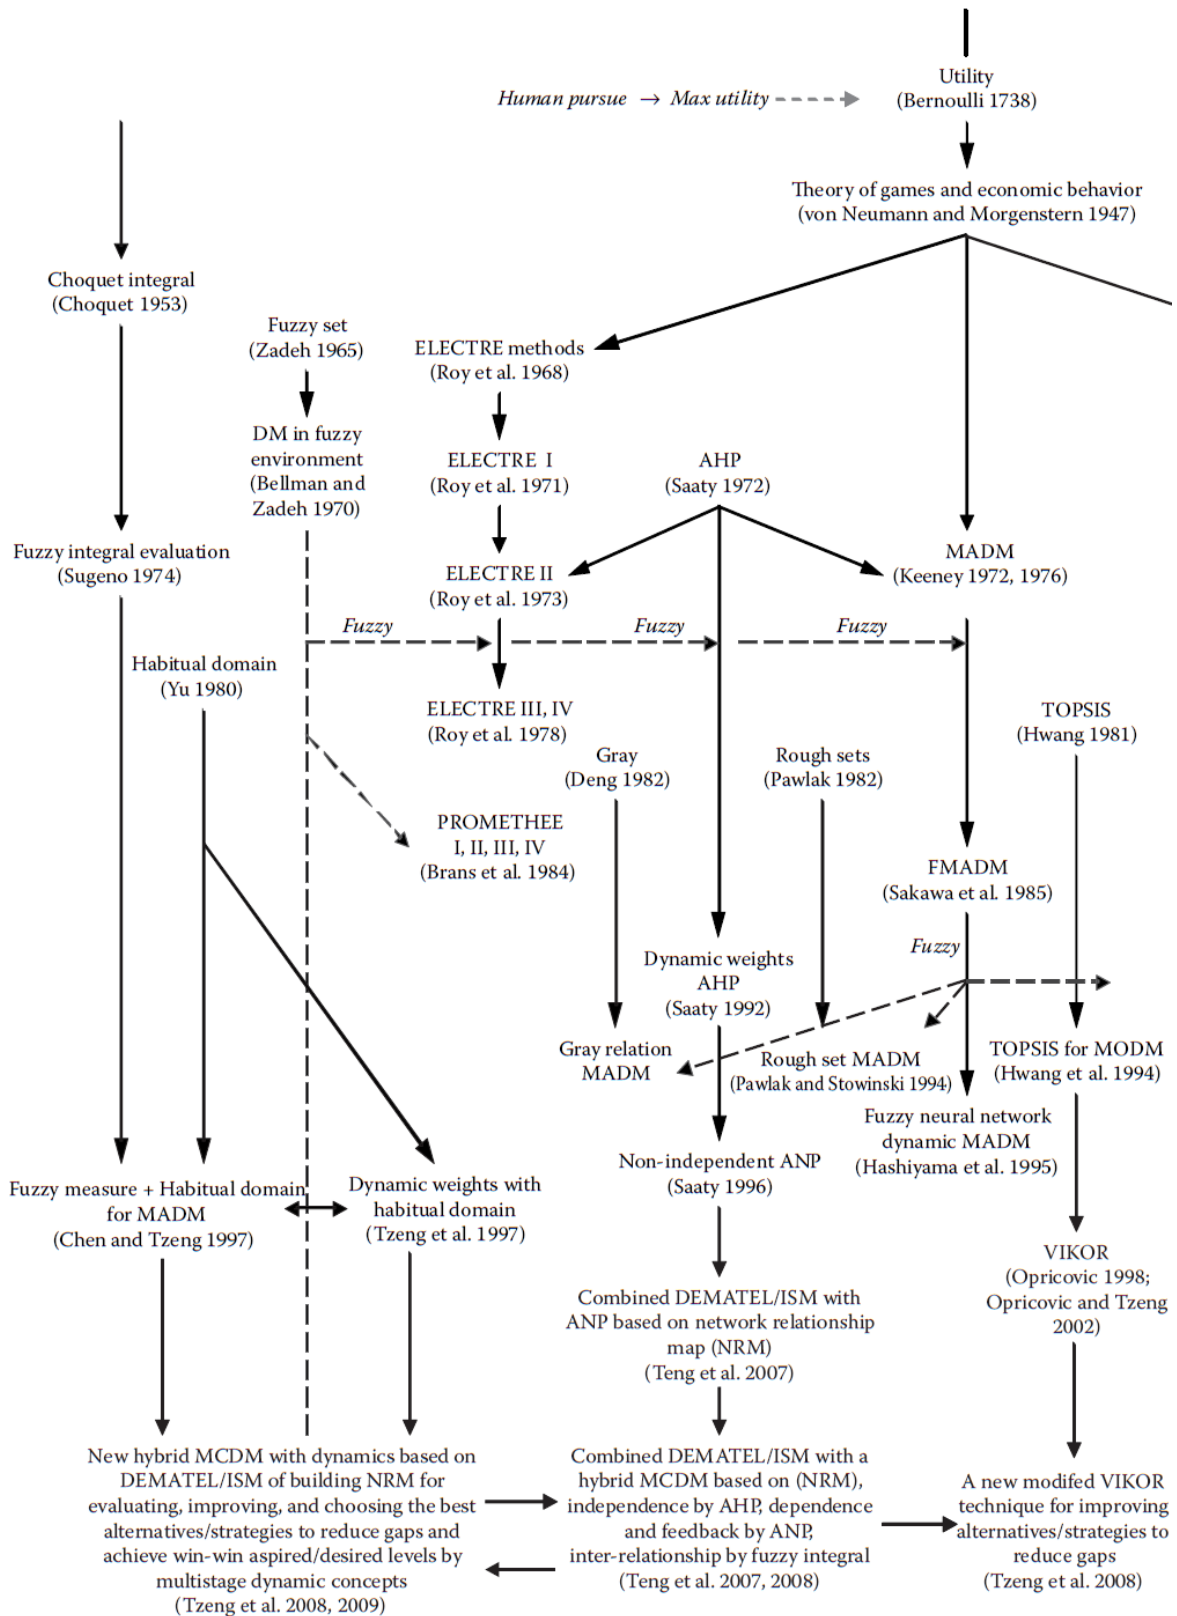 Utility
(Bernoulli 1738)
Human pursue → Max utility
Theory of games and economic behavior
(von Neumann and Morgenstern 1947)
Choquet integral
(Choquet 1953)
Fuzzy set
(Zadeh 1965)
ELECTRE methods
(Roy et al. 1968)
DM in fuzzy
environment
(Bellman and
Zadeh 1970)
ELECTRE I
(Roy et al. 1971)
AHP
(Saaty 1972)
Fuzzy integral evaluation
(Sugeno 1974)
ELECTRE II
(Roy et al. 1973)
MADM
(Keeney 1972, 1976)
Fuzzy
Fuzzy
Fuzzy
Habitual domain
(Yu 1980)
ELECTRE III, IV
(Roy et al. 1978)
TOPSIS
(Hwang 1981)
Gray
(Deng 1982)
Rough sets
(Pawlak 1982)
PROMETHEE
I, II, III, IV
(Brans et al. 1984)
FMADM
(Sakawa et al. 1985)
Fuzzy
Dynamic weights
AHP
(Saaty 1992)
Gray relation
MADM
Rough set MADM
(Pawlak and Stowinski 1994)
TOPSIS for MODM
(Hwang et al. 1994)
Fuzzy neural network
dynamic MADM
(Hashiyama et al. 1995)
Non-independent ANP
(Saaty 1996)
Fuzzy measure + Habitual domain
for MADM
(Chen and Tzeng 1997)
Dynamic weights with
habitual domain
(Tzeng et al. 1997)
VIKOR
(Opricovic 1998;
Opricovic and Tzeng
2002)
Combined DEMATEL/ISM with
ANP based on network relationship
map (NRM)
(Teng et al. 2007)
New hybrid MCDM with dynamics based on
DEMATEL/ISM of building NRM for
evaluating, improving, and choosing the best
alternatives/strategies to reduce gaps and
achieve win-win aspired/desired levels by
multistage dynamic concepts
(Tzeng et al. 2008, 2009)
Combined DEMATEL/ISM with a
hybrid MCDM based on (NRM),
independence by AHP, dependence
and feedback by ANP,
inter-relationship by fuzzy integral
(Teng et al. 2007, 2008)
A new modifed VIKOR
technique for improving
alternatives/strategies to
reduce gaps
(Tzeng et al. 2008)